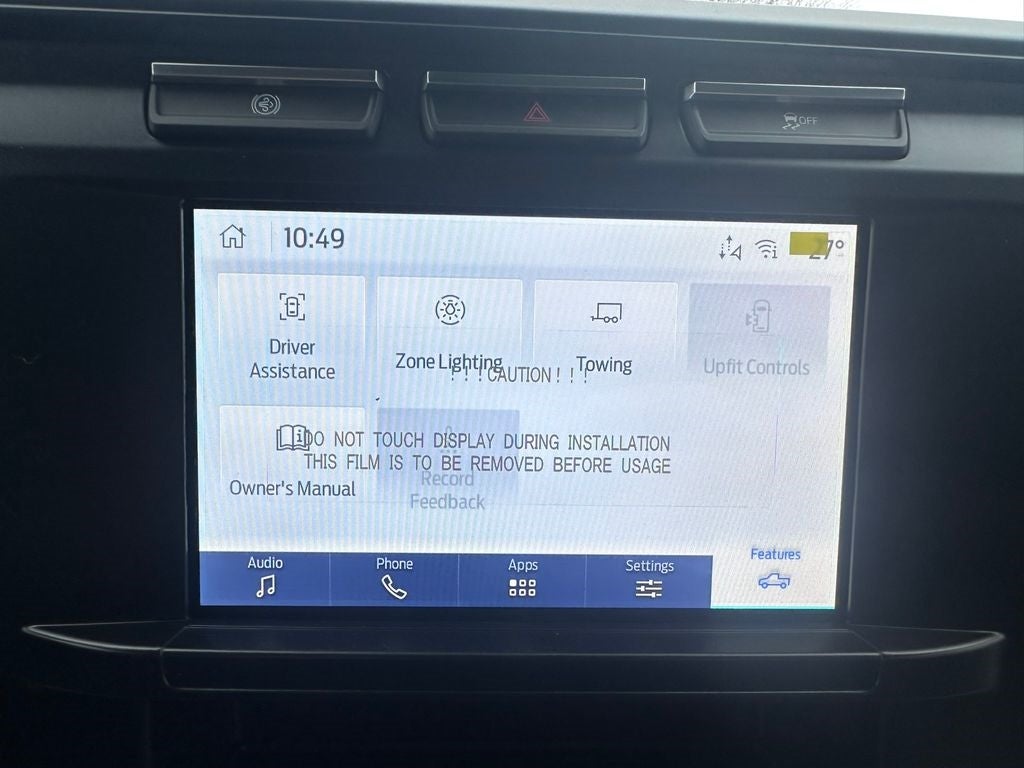 OFF
10:49
27°
Driver
Assistance
Zone Lighting
Towing
Upfit Controls
! ! ! CAUTION ! ! !
DO NOT TOUCH DISPLAY DURING INSTALLATION
THIS FILM IS TO BE REMOVED BEFORE USAGE
Owner's Manual
Record
Feedback
Audio
Phone
Apps
Settings
Features